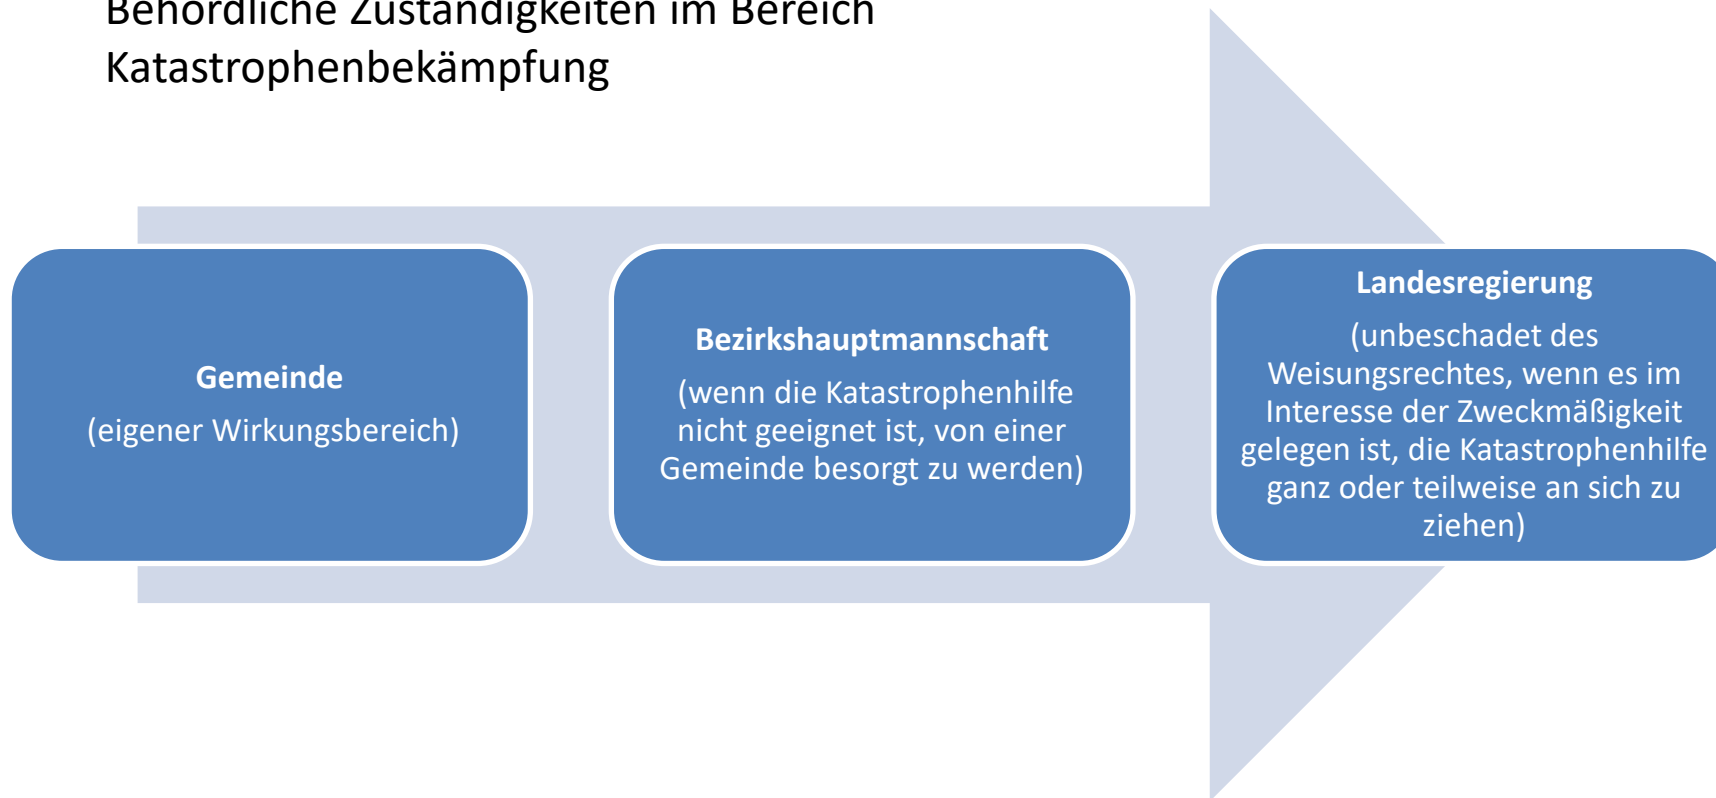 Behördliche Zuständigkeiten im Bereich
Katastrophenbekämpfung
Gemeinde
(eigener Wirkungsbereich)
Bezirkshauptmannschaft
(wenn die Katastrophenhilfe
nicht geeignet ist, von einer
Gemeinde besorgt zu werden)
Landesregierung
(unbeschadet des
Weisungsrechtes, wenn es im
Interesse der Zweckmäßigkeit
gelegen ist, die Katastrophenhilfe
ganz oder teilweise an sich zu
ziehen)